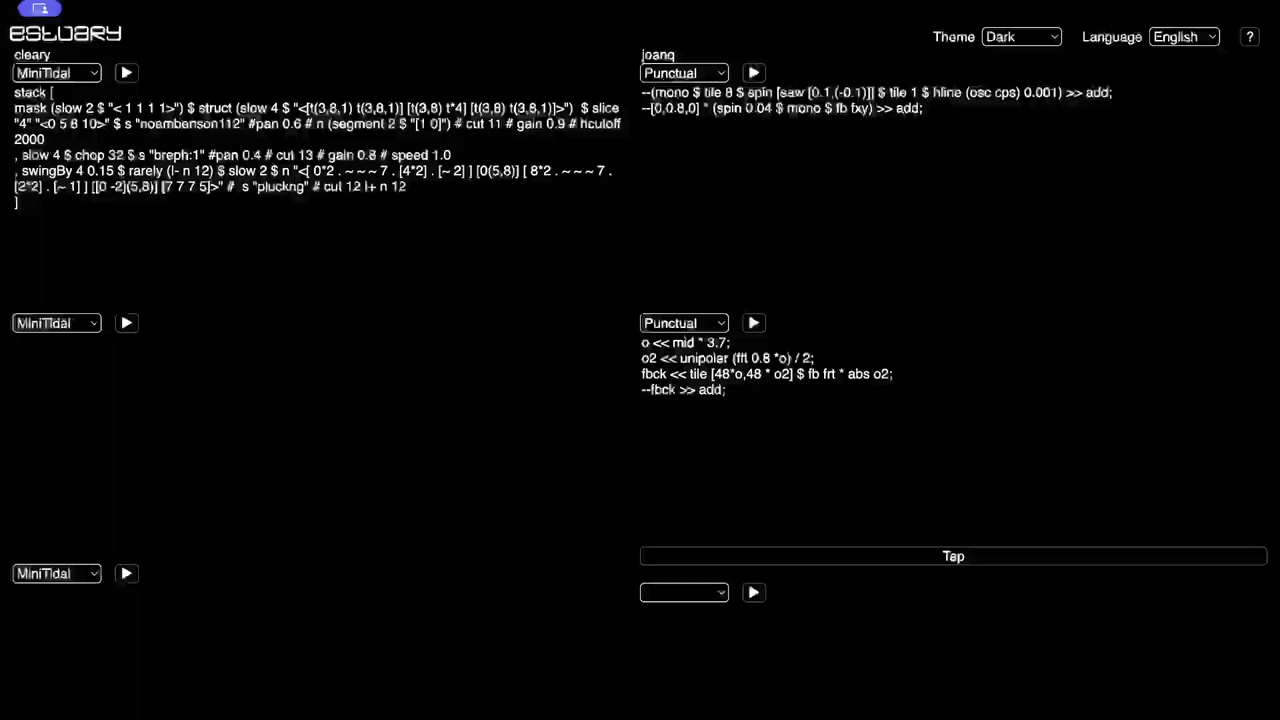 estuary
Theme Dark Language English ?
cleary
MiniTidal
stack [
mask (slow 2 $ "< 1 1 1 1>") $ struct (slow 4 $ "<[t(3,8,1) t(3,8,1)] [t(3,8) t*4] [t(3,8) t(3,8,1)]>") $ slice
"4" "<0 5 8 10>" $ s "noambenson112" #pan 0.6 # n (segment 2 $ "[1 0]") # cut 11 # gain 0.9 # hcutoff
2000
, slow 4 $ chop 32 $ s "breph:1" #pan 0.4 # cut 13 # gain 0.8 # speed 1.0
, swingBy 4 0.15 $ rarely (|- n 12) $ slow 2 $ n "<[ 0*2 . ~ ~ ~ 7 . [4*2] . [~ 2] ] [0(5,8)] [ 8*2 . ~ ~ ~ 7 .
[2*2] . [~ 1] ] [[0 -2](5,8)] [7 7 7 5]>" # s "pluckng" # cut 12 |+ n 12
]
joanq
Punctual
--(mono $ tile 8 $ spin [saw [0.1,(-0.1)]] $ tile 1 $ hline (osc cps) 0.001) >> add;
--[0,0.8,0] * (spin 0.04 $ mono $ fb fxy) >> add;
MiniTidal
Punctual
o << mid * 3.7;
o2 << unipolar (fft 0.8 *o) / 2;
fbck << tile [48*o,48 * o2] $ fb frt * abs o2;
--fbck >> add;
Tap
MiniTidal